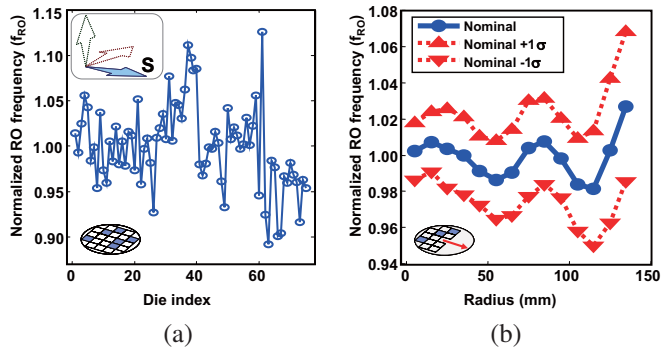 Normalized RO frequency (fRO)
S
1.15
1.10
1.05
1.00
0.95
0.90
0 20 40 60
Die index
(a)
Normalized RO frequency (fRO)
1.08
1.06
1.04
1.02
1.00
0.98
0.96
0.94
Nominal
Nominal +1σ
Nominal -1σ
0 50 100 150
Radius (mm)
(b)